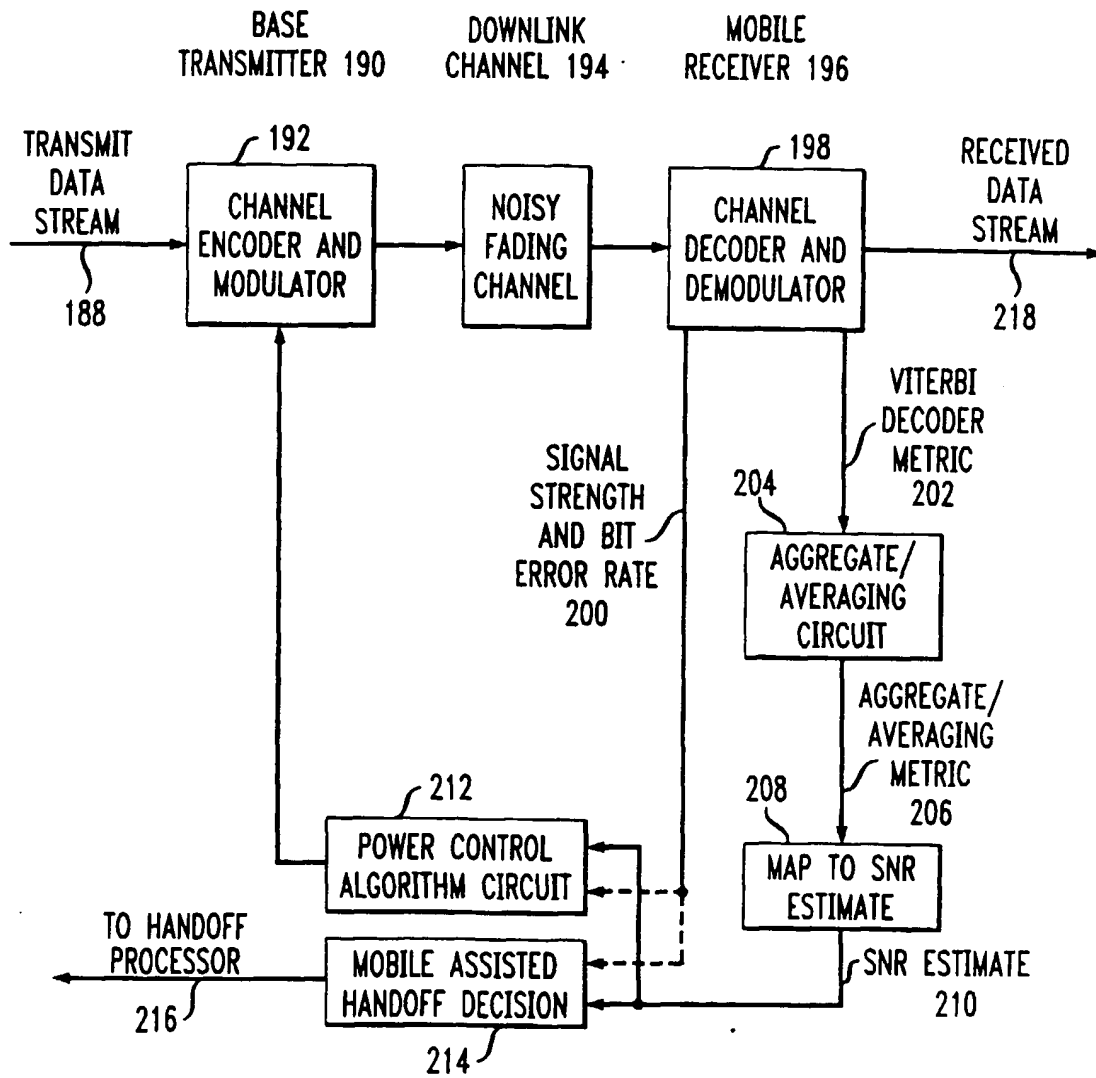 BASE
TRANSMITTER 190
DOWNLINK
CHANNEL 194
MOBILE
RECEIVER 196
TRANSMIT
DATA
STREAM
188
192
CHANNEL
ENCODER AND
MODULATOR
NOISY
FADING
CHANNEL
198
CHANNEL
DECODER AND
DEMODULATOR
RECEIVED
DATA
STREAM
218
SIGNAL
STRENGTH
AND BIT
ERROR RATE
200
VITERBI
DECODER
METRIC
202
204
AGGREGATE/
AVERAGING
CIRCUIT
AGGREGATE/
AVERAGING
METRIC
206
208
MAP TO SNR
ESTIMATE
SNR ESTIMATE
210
212
POWER CONTROL
ALGORITHM CIRCUIT
TO HANDOFF
PROCESSOR
216
MOBILE ASSISTED
HANDOFF DECISION
214